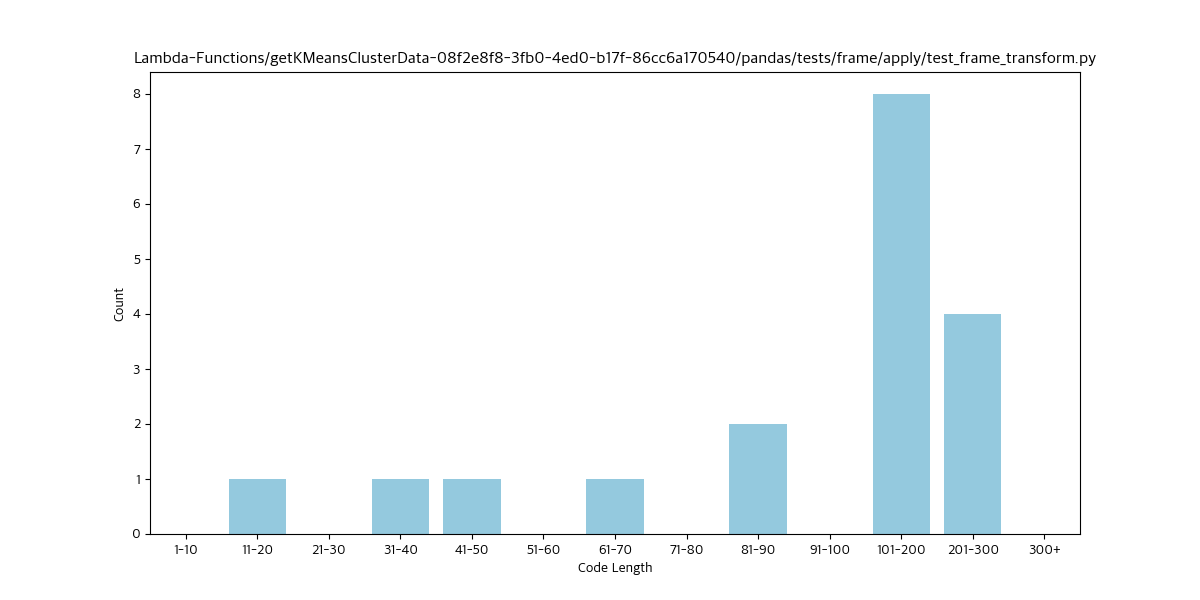 Lambda-Functions/getKMeansClusterData-08f2e8f8-3fb0-4ed0-b17f-86cc6a170540/pandas/tests/frame/apply/test_frame_transform.py
8
7
6
5
4
3
2
1
0
Count
1-10 11-20 21-30 31-40 41-50 51-60 61-70 71-80 81-90 91-100 101-200 201-300 300+
Code Length